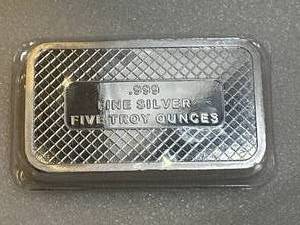 .999
FINE SILVER
FIVE TROY OUNCES